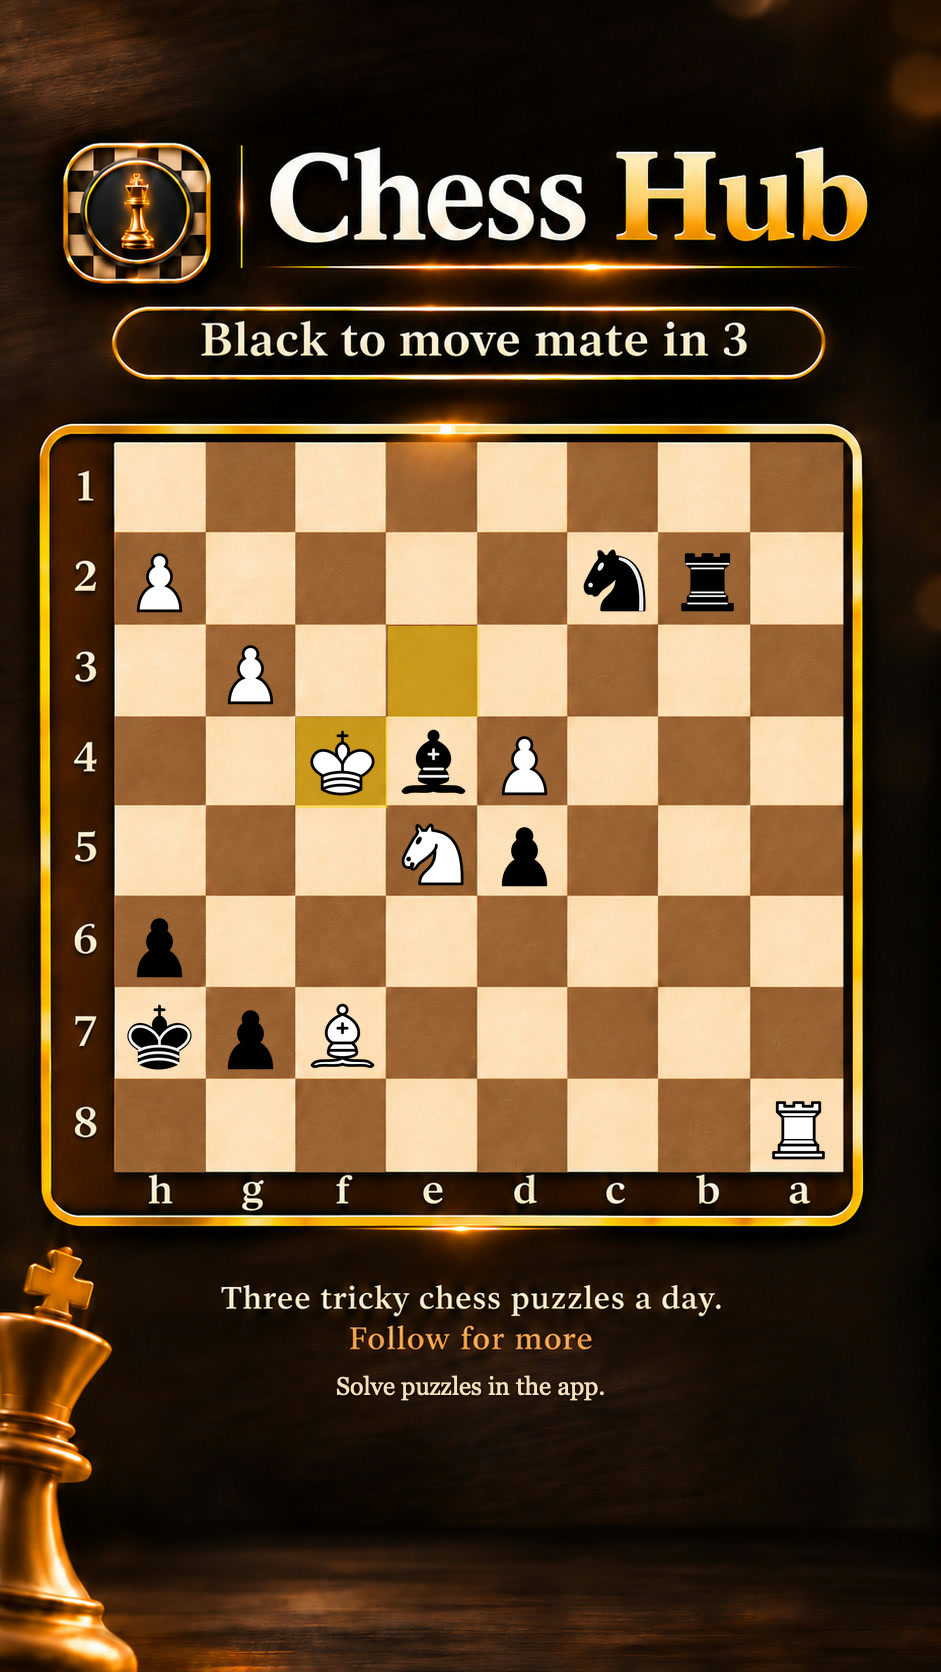 Chess Hub
Black to move mate in 3
1
2
3
4
5
6
7
8
h g f e d c b a
Three tricky chess puzzles a day.
Follow for more
Solve puzzles in the app.